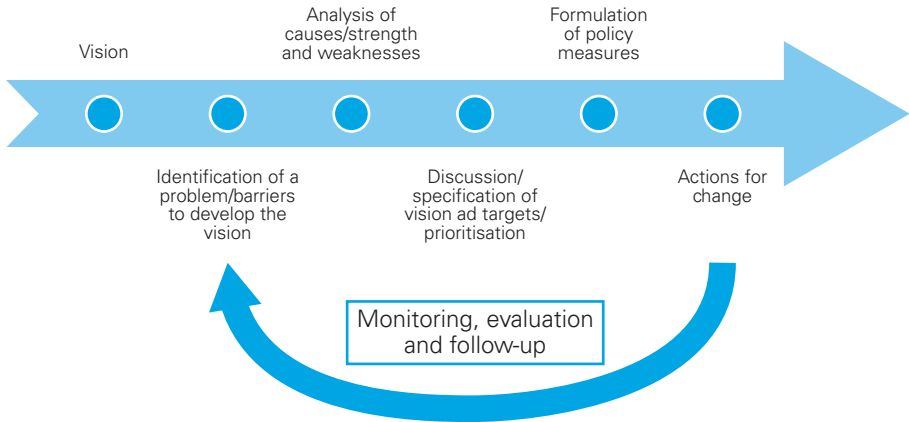 Vision
Identification of a
problem/barriers
to develop the
vision
Analysis of
causes/strength
and weaknesses
Discussion/
specification of
vision ad targets/
prioritisation
Formulation
of policy
measures
Actions for
change
Monitoring, evaluation
and follow-up